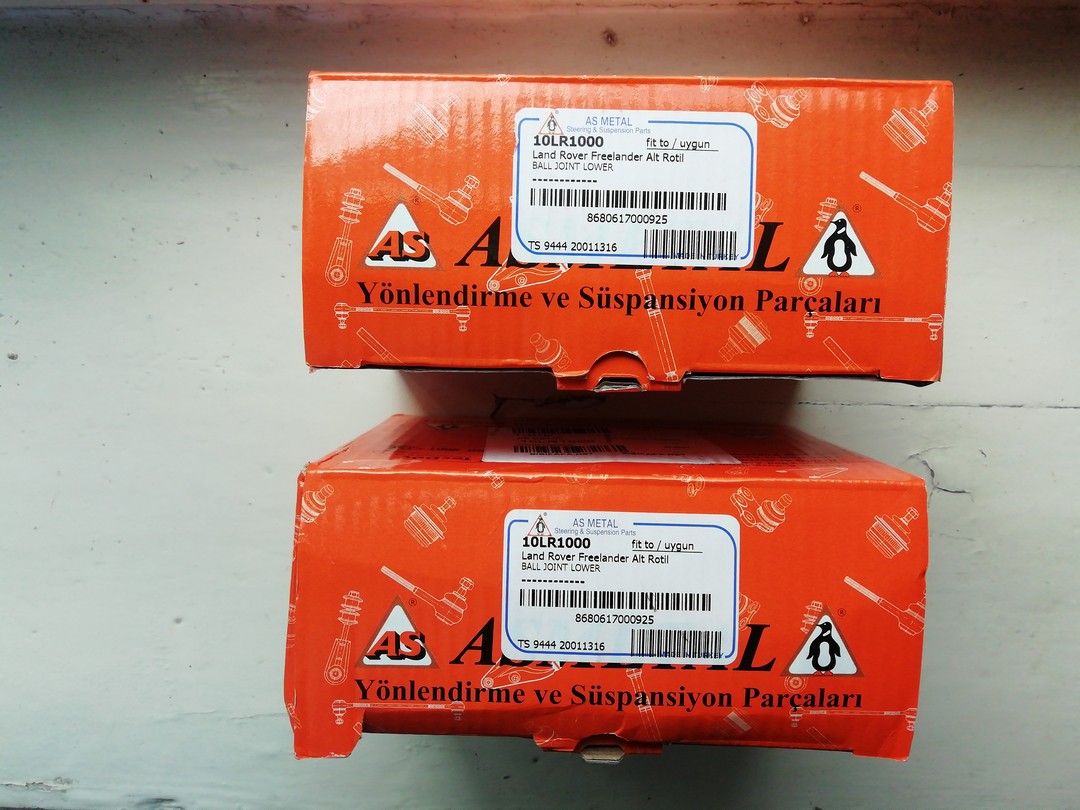 AS METAL
Steering & Suspension Parts
10LR1000 fit to / uygun
Land Rover Freelander Alt Rotil
BALL JOINT LOWER
------------
8680617000925
TS 9444 20011316
AS ®
®
Yönlendirme ve Süspansiyon Parçaları
AS METAL
Steering & Suspension Parts
10LR1000 fit to / uygun
Land Rover Freelander Alt Rotil
BALL JOINT LOWER
------------
8680617000925
TS 9444 20011316
AS ®
®
Yönlendirme ve Süspansiyon Parçaları